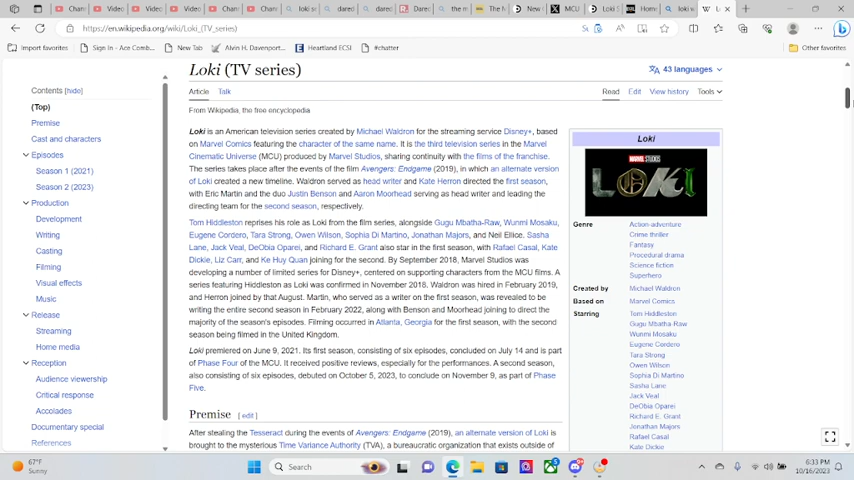 Chan
Video
Video
Video
Chan
Chan
loki s
dared
dared
Dared
the m
The M
New
MCU
Loki S
Home
loki w
Lo
https://en.wikipedia.org/wiki/Loki_(TV_series)
Import favorites
Sign in - Ace Comb...
New Tab
Alvin H. Davenport...
Heartland ECSI
#chatter
Other favorites
Loki (TV series)
43 languages
Contents [hide]
(Top)
Premise
Cast and characters
Episodes
Season 1 (2021)
Season 2 (2023)
Production
Development
Writing
Casting
Filming
Visual effects
Music
Release
Streaming
Home media
Reception
Audience viewership
Critical response
Accolades
Documentary special
References
Article Talk
Read Edit View history Tools
From Wikipedia, the free encyclopedia
Loki is an American television series created by Michael Waldron for the streaming service Disney+, based
on Marvel Comics featuring the character of the same name. It is the third television series in the Marvel
Cinematic Universe (MCU) produced by Marvel Studios, sharing continuity with the films of the franchise.
The series takes place after the events of the film Avengers: Endgame (2019), in which an alternate version
of Loki created a new timeline. Waldron served as head writer and Kate Herron directed the first season,
with Eric Martin and the duo Justin Benson and Aaron Moorhead serving as head writer and leading the
directing team for the second season, respectively.
Tom Hiddleston reprises his role as Loki from the film series, alongside Gugu Mbatha-Raw, Wunmi Mosaku,
Eugene Cordero, Tara Strong, Owen Wilson, Sophia Di Martino, Jonathan Majors, and Neil Ellice. Sasha
Lane, Jack Veal, DeObia Oparei, and Richard E. Grant also star in the first season, with Rafael Casal, Kate
Dickie, Liz Carr, and Ke Huy Quan joining for the second. By September 2018, Marvel Studios was
developing a number of limited series for Disney+, centered on supporting characters from the MCU films. A
series featuring Hiddleston as Loki was confirmed in November 2018. Waldron was hired in February 2019,
and Herron joined by that August. Martin, who served as a writer on the first season, was revealed to be
writing the entire second season in February 2022, along with Benson and Moorhead joining to direct the
majority of the season's episodes. Filming occurred in Atlanta, Georgia for the first season, with the second
season being filmed in the United Kingdom.
Loki premiered on June 9, 2021. Its first season, consisting of six episodes, concluded on July 14 and is part
of Phase Four of the MCU. It received positive reviews, especially for the performances. A second season,
also consisting of six episodes, debuted on October 5, 2023, to conclude on November 9, as part of Phase
Five.
Premise [edit]
After stealing the Tesseract during the events of Avengers: Endgame (2019), an alternate version of Loki is
brought to the mysterious Time Variance Authority (TVA), a bureaucratic organization that exists outside of
Loki
MARVEL STUDIOS
LOKI
Genre
Action-adventure
Crime thriller
Fantasy
Procedural drama
Science fiction
Superhero
Created by Michael Waldron
Based on Marvel Comics
Starring Tom Hiddleston
Gugu Mbatha-Raw
Wunmi Mosaku
Eugene Cordero
Tara Strong
Owen Wilson
Sophia Di Martino
Sasha Lane
Jack Veal
DeObia Oparei
Richard E. Grant
Jonathan Majors
Rafael Casal
Kate Dickie
67°F
Sunny
Search
6:33 PM
10/16/2023